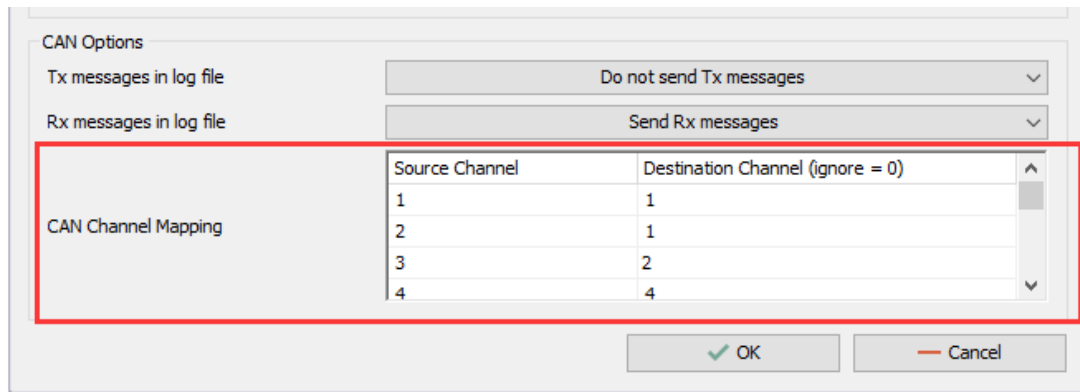 CAN Options
Tx messages in log file Do not send Tx messages
Rx messages in log file Send Rx messages
Source Channel Destination Channel (ignore = 0)
1 1
CAN Channel Mapping 2 1
3 2
4 4
OK Cancel